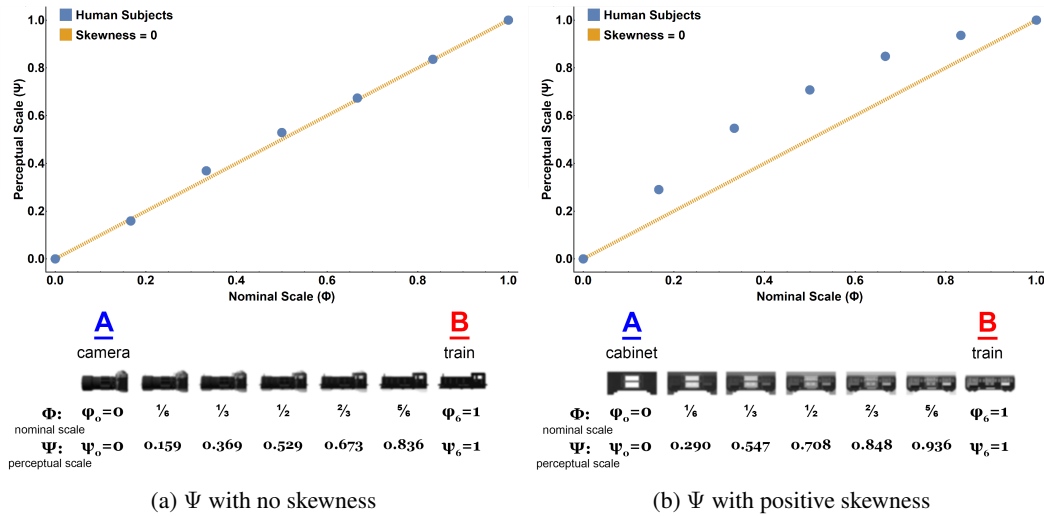 1.0
0.8
0.6
0.4
0.2
0.0
Perceptual Scale (Ψ)
Human Subjects
Skewness = 0
0.0 0.2 0.4 0.6 0.8 1.0
Nominal Scale (Φ)
A B
camera train
Φ: φ₀=0 ⅙ ⅓ ½ ⅔ ⅚ φ₆=1
nominal scale
Ψ: ψ₀=0 0.159 0.369 0.529 0.673 0.836 ψ₆=1
perceptual scale
(a) Ψ with no skewness
1.0
0.8
0.6
0.4
0.2
0.0
Perceptual Scale (Ψ)
Human Subjects
Skewness = 0
0.0 0.2 0.4 0.6 0.8 1.0
Nominal Scale (Φ)
A B
cabinet train
Φ: φ₀=0 ⅙ ⅓ ½ ⅔ ⅚ φ₆=1
nominal scale
Ψ: ψ₀=0 0.290 0.547 0.708 0.848 0.936 ψ₆=1
perceptual scale
(b) Ψ with positive skewness